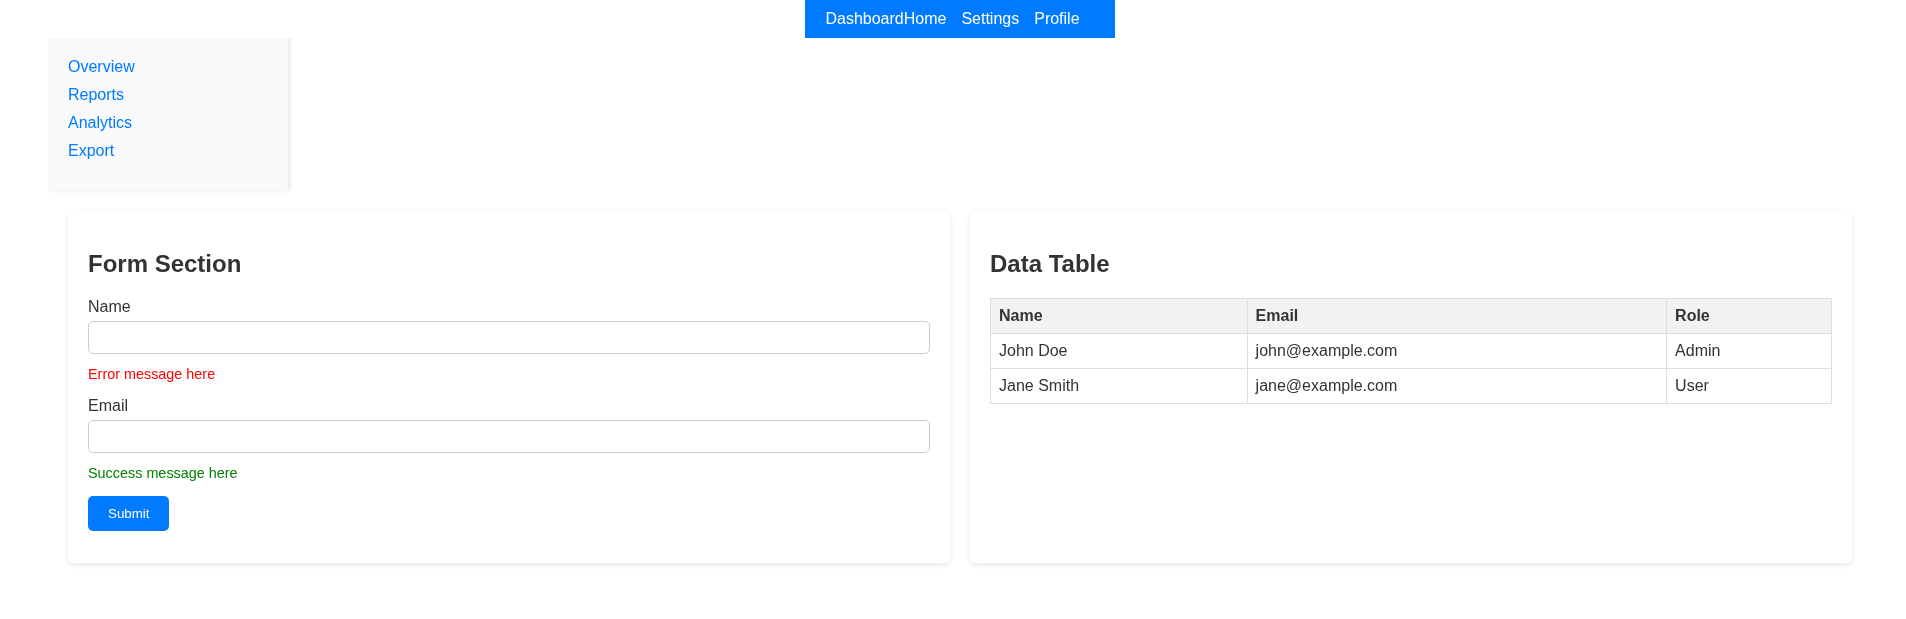 DashboardHome Settings Profile
Overview
Reports
Analytics
Export
Form Section
Name
Error message here
Email
Success message here
Submit
Data Table
Name Email Role
John Doe john@example.com Admin
Jane Smith jane@example.com User